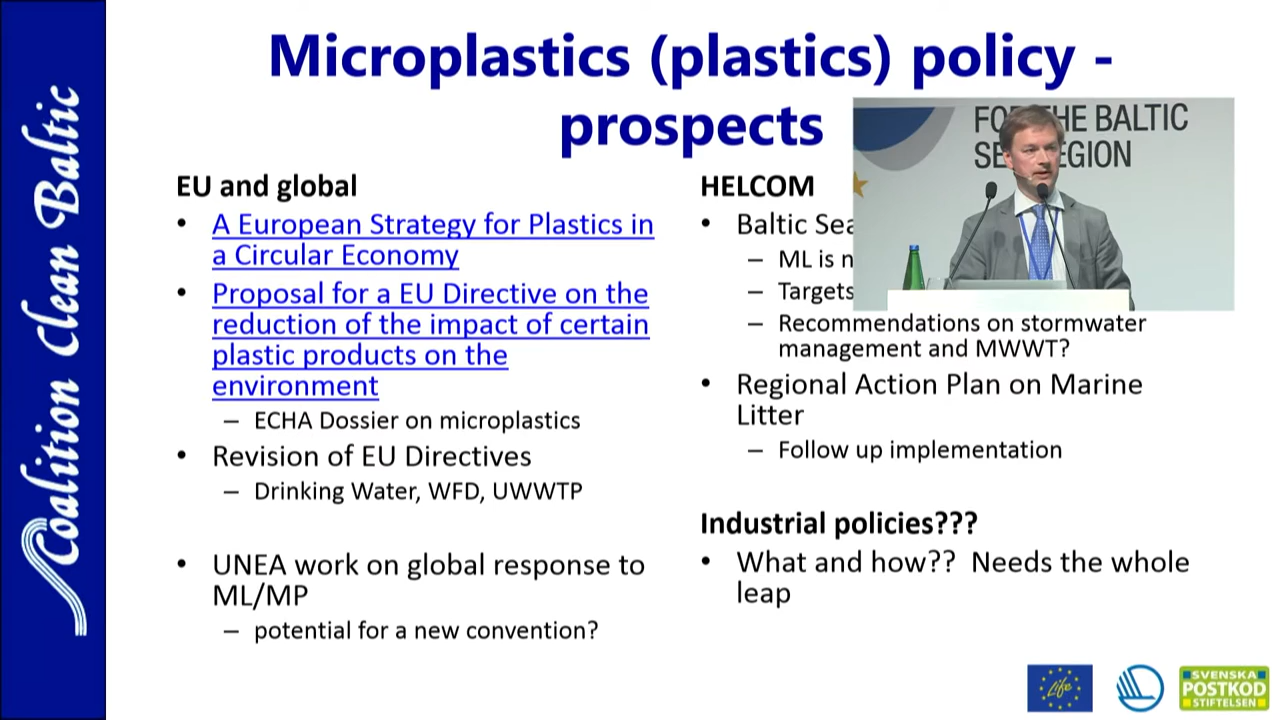 Coalition Clean Baltic
Microplastics (plastics) policy -
prospects
EU and global
• A European Strategy for Plastics in
a Circular Economy
• Proposal for a EU Directive on the
reduction of the impact of certain
plastic products on the
environment
– ECHA Dossier on microplastics
• Revision of EU Directives
– Drinking Water, WFD, UWWTP
• UNEA work on global response to
ML/MP
– potential for a new convention?
HELCOM
• Baltic Sea
– ML is
– Targets
– Recommendations on stormwater
management and MWWT?
• Regional Action Plan on Marine
Litter
– Follow up implementation
Industrial policies???
• What and how?? Needs the whole
leap
THE BALTIC
Life
SVENSKA
POSTKOD
STIFTELSEN